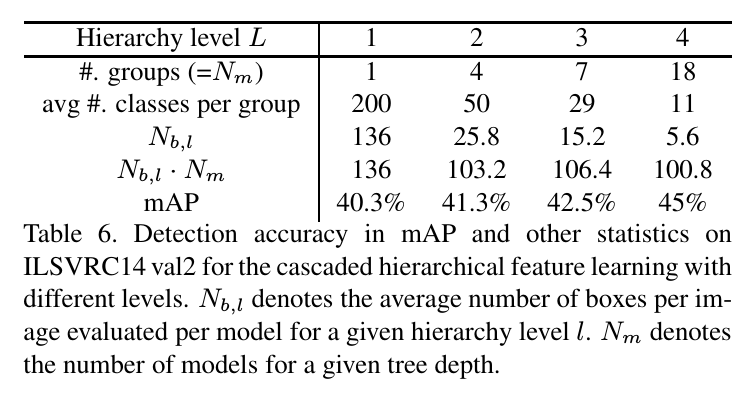 Hierarchy level L 1 2 3 4
#. groups (=N_m) 1 4 7 18
avg #. classes per group 200 50 29 11
N_{b,l} 136 25.8 15.2 5.6
N_{b,l} · N_m 136 103.2 106.4 100.8
mAP 40.3% 41.3% 42.5% 45%
Table 6. Detection accuracy in mAP and other statistics on
ILSVRC14 val2 for the cascaded hierarchical feature learning with
different levels. N_{b,l} denotes the average number of boxes per im-
age evaluated per model for a given hierarchy level l. N_m denotes
the number of models for a given tree depth.